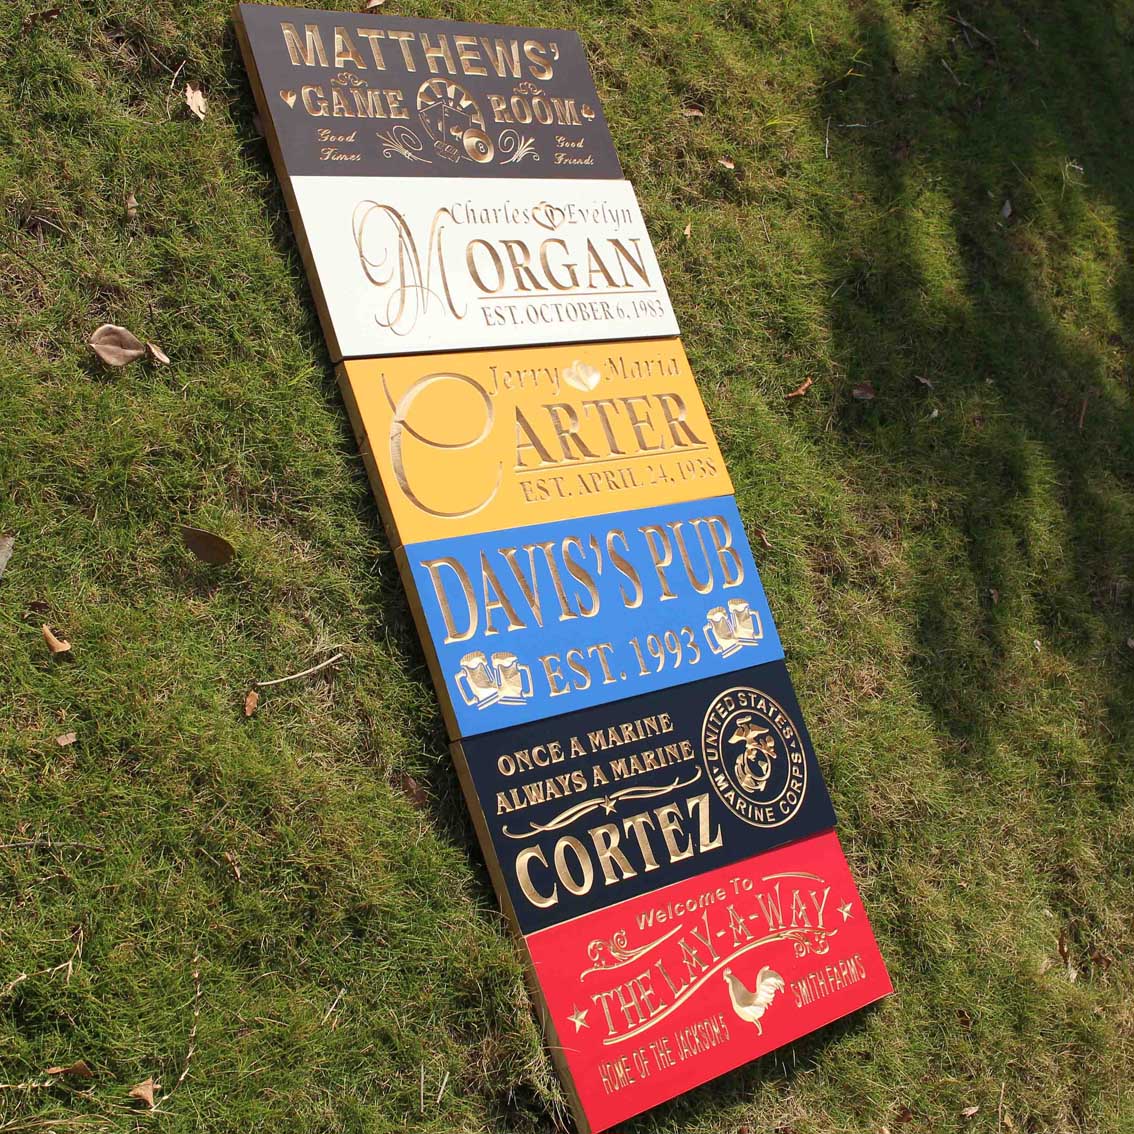 MATTHEWS'
GAME ROOM
Good Times
8
Good Friends
Charles Evelyn
MORGAN
EST. OCTOBER 6, 1983
Jerry Maria
CARTER
EST. APRIL 24, 1938
DAVIS'S PUB
EST. 1993
ONCE A MARINE
ALWAYS A MARINE
CORTEZ
UNITED STATES
MARINE CORPS
Welcome To
THE LAY-A-WAY
HOME OF THE JACKSON'S
SMITH FARMS